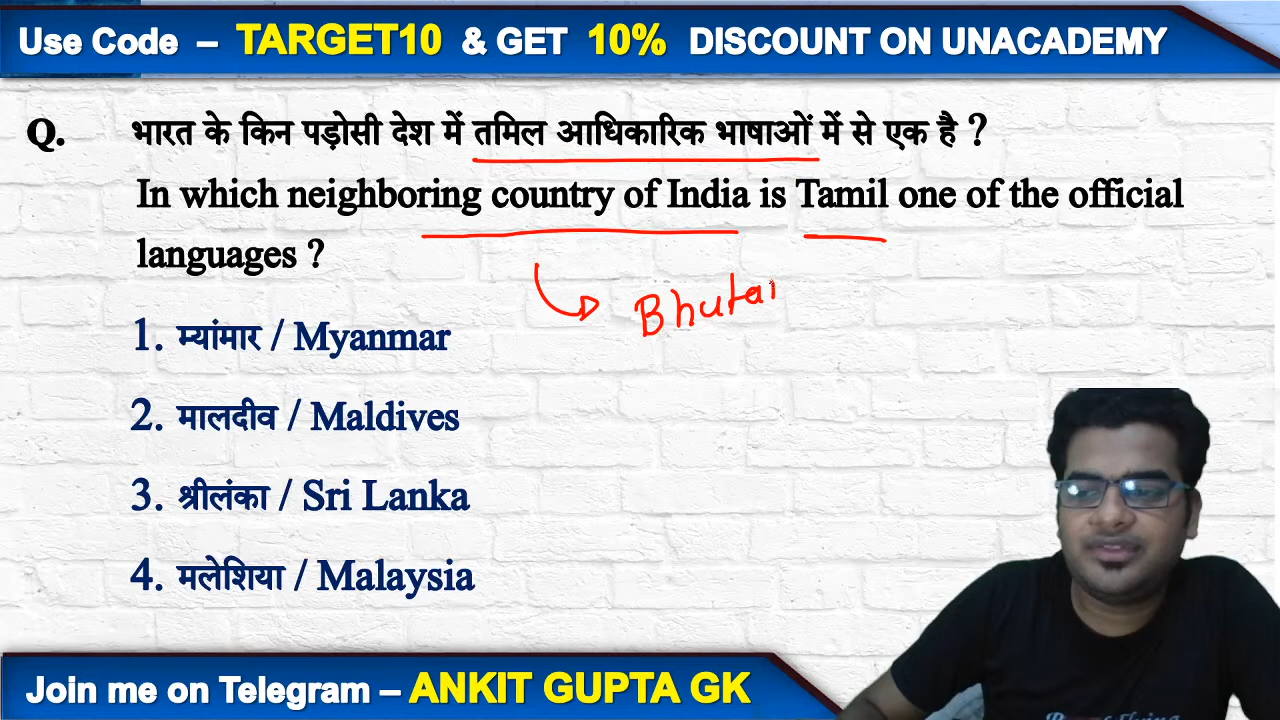 Use Code – TARGET10 & GET 10% DISCOUNT ON UNACADEMY
Q. भारत के किन पड़ोसी देश में तमिल आधिकारिक भाषाओं में से एक है ?
In which neighboring country of India is Tamil one of the official
languages ?
Bhutan
1. म्यांमार / Myanmar
2. मालदीव / Maldives
3. श्रीलंका / Sri Lanka
4. मलेशिया / Malaysia
Join me on Telegram – ANKIT GUPTA GK